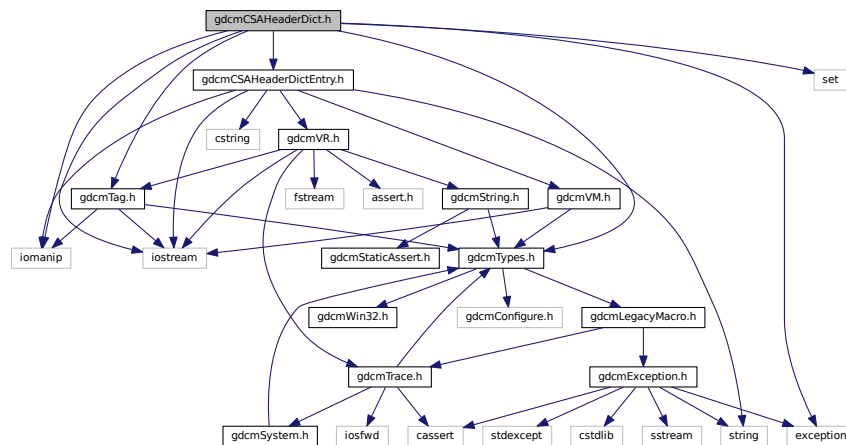 gdcmCSAHeaderDict.h
gdcmCSAHeaderDictEntry.h
set
cstring
gdcmVR.h
gdcmTag.h
fstream
assert.h
gdcmString.h
gdcmVM.h
iomanip
iostream
gdcmStaticAssert.h
gdcmTypes.h
gdcmWin32.h
gdcmConfigure.h
gdcmLegacyMacro.h
gdcmTrace.h
gdcmException.h
gdcmSystem.h
iosfwd
cassert
stdexcept
cstdlib
sstream
string
exception